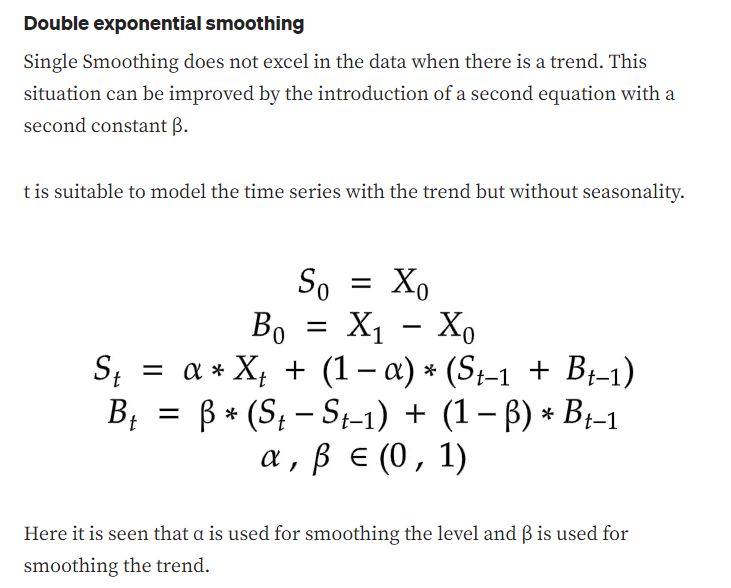 Double exponential smoothing
Single Smoothing does not excel in the data when there is a trend. This
situation can be improved by the introduction of a second equation with a
second constant β.
t is suitable to model the time series with the trend but without seasonality.
S₀ = X₀
B₀ = X₁ − X₀
Sₜ = α * Xₜ + (1 – α) * (Sₜ₋₁ + Bₜ₋₁)
Bₜ = β * (Sₜ – Sₜ₋₁) + (1 – β) * Bₜ₋₁
α , β ∈ (0 , 1)
Here it is seen that α is used for smoothing the level and β is used for
smoothing the trend.